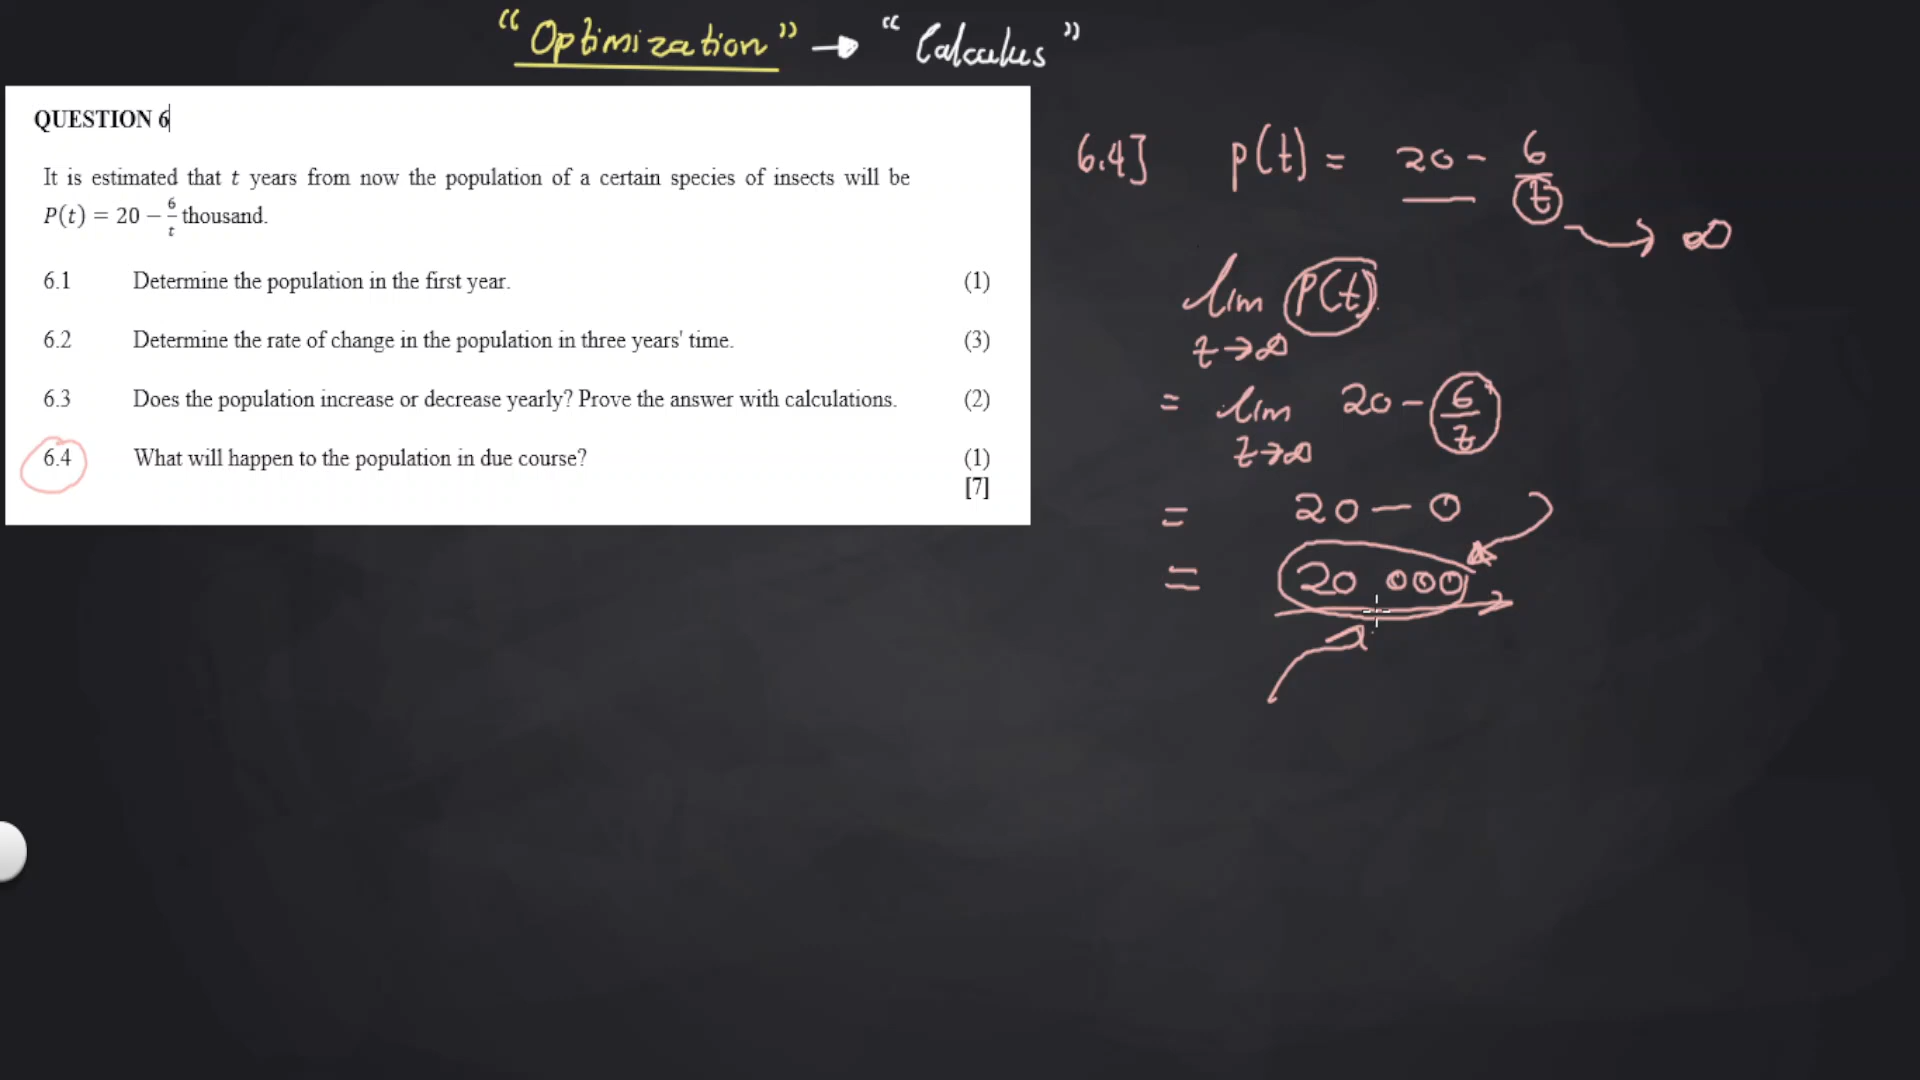 “Optimization” → “Calculus”
QUESTION 6
It is estimated that t years from now the population of a certain species of insects will be
P(t) = 20 − 6/t thousand.
6.1 Determine the population in the first year. (1)
6.2 Determine the rate of change in the population in three years' time. (3)
6.3 Does the population increase or decrease yearly? Prove the answer with calculations. (2)
6.4 What will happen to the population in due course? (1)
[7]
6.4] P(t) = 20 - 6/t → ∞
lim P(t)
t→∞
= lim 20 - 6/t
t→∞
= 20 - 0
= 20 000